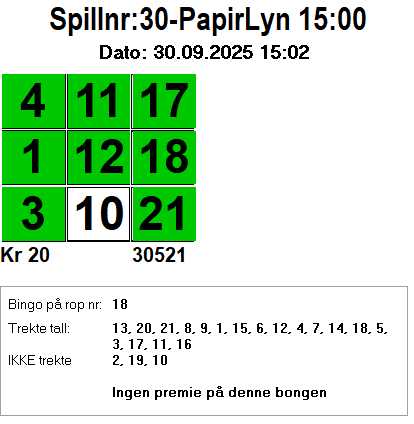 Spillnr:30-PapirLyn 15:00
Dato: 30.09.2025 15:02
4 11 17
1 12 18
3 10 21
Kr 20 30521
Bingo på rop nr: 18
Trekte tall: 13, 20, 21, 8, 9, 1, 15, 6, 12, 4, 7, 14, 18, 5,
3, 17, 11, 16
IKKE trekte 2, 19, 10
Ingen premie på denne bongen